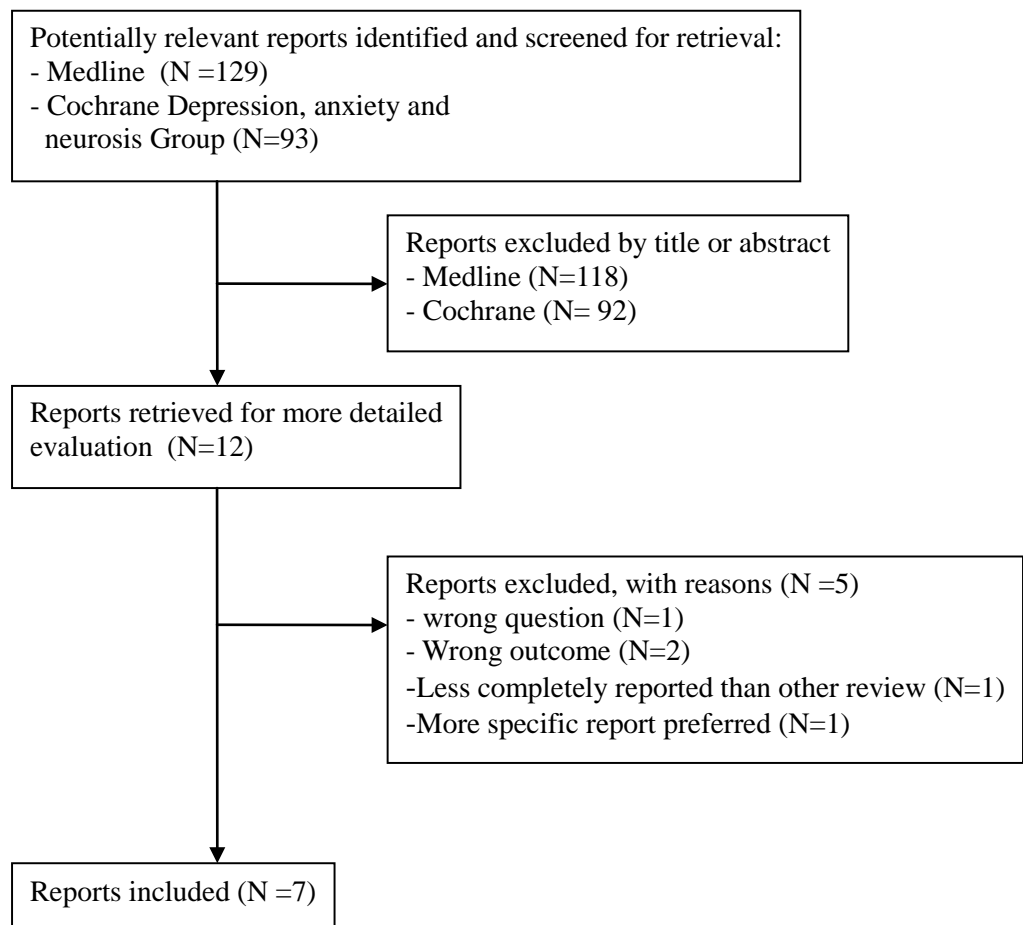 Potentially relevant reports identified and screened for retrieval:
- Medline  (N =129)
- Cochrane Depression, anxiety and
neurosis Group (N=93)
Reports excluded by title or abstract
- Medline (N=118)
- Cochrane (N= 92)
Reports retrieved for more detailed
evaluation  (N=12)
Reports excluded, with reasons (N =5)
- wrong question (N=1)
- Wrong outcome (N=2)
-Less completely reported than other review (N=1)
-More specific report preferred (N=1)
Reports included (N =7)